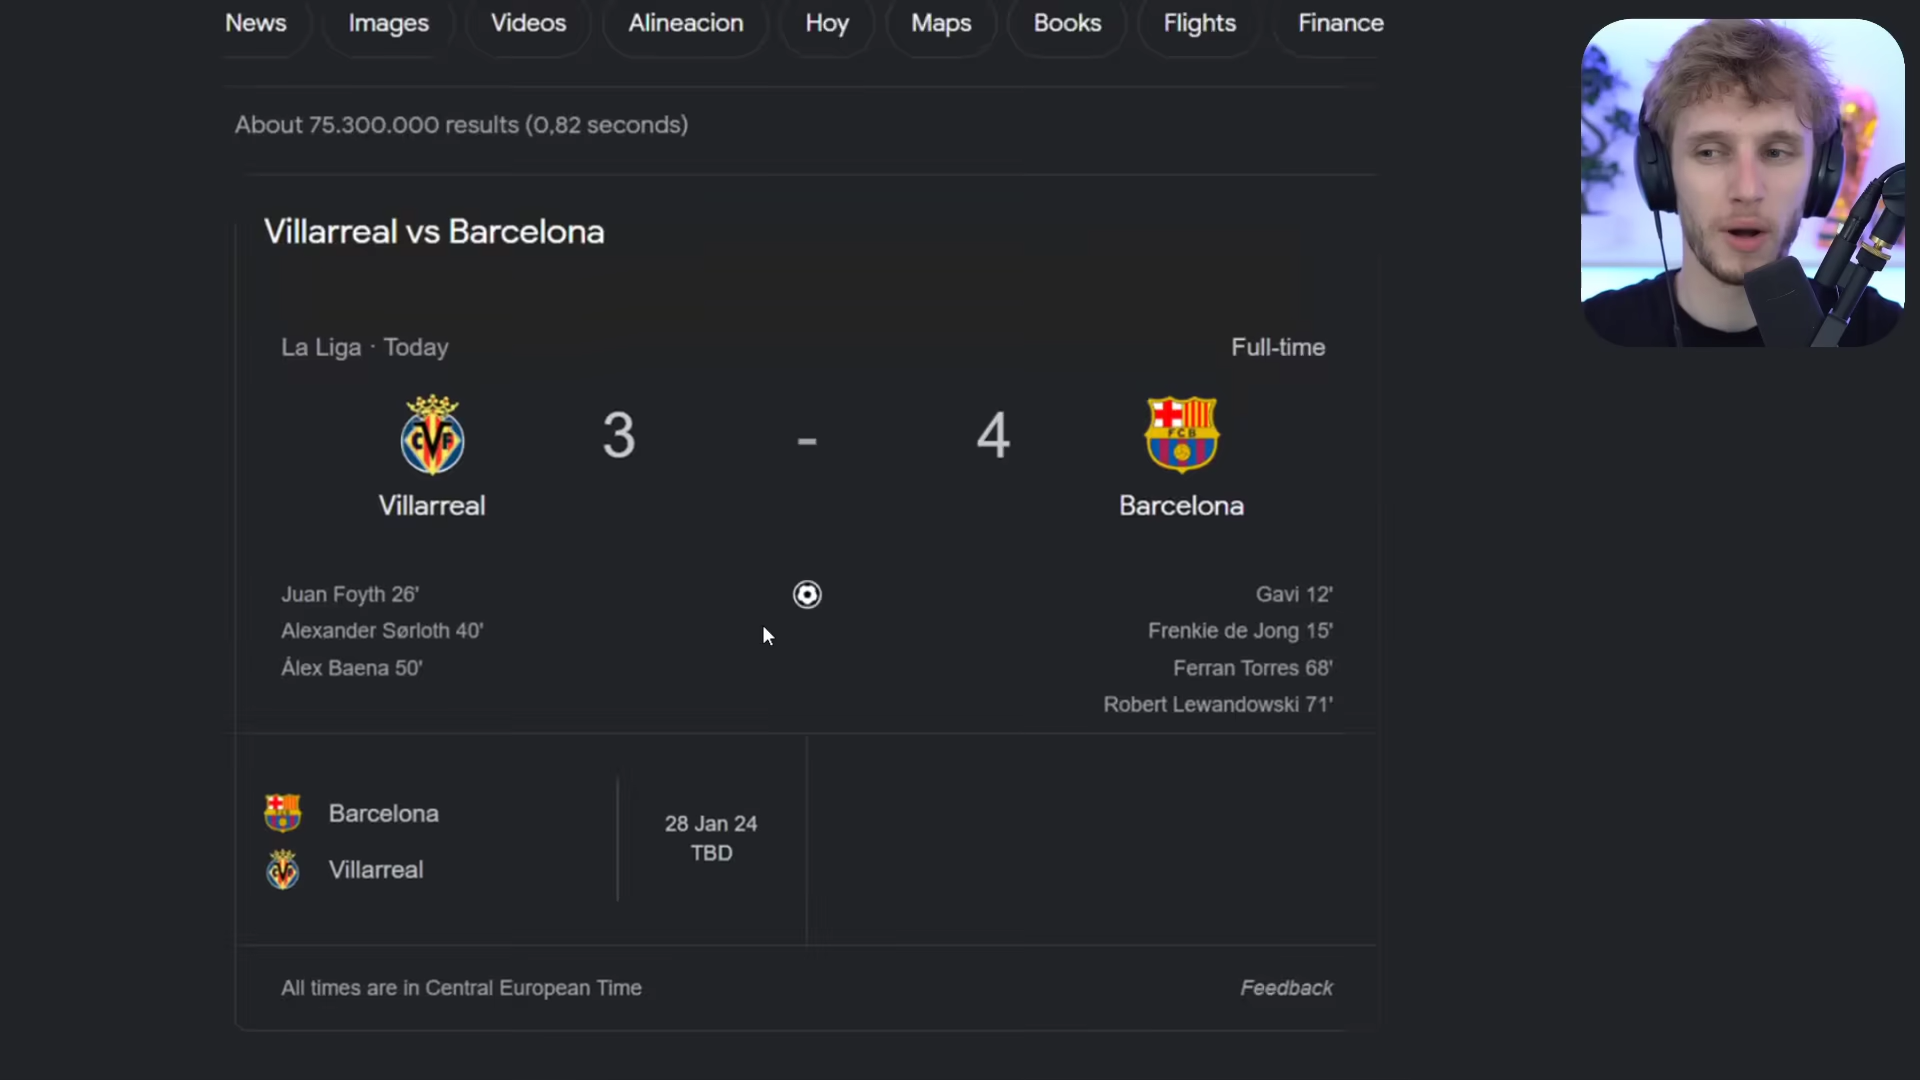 News Images Videos Alineacion Hoy Maps Books Flights Finance
About 75.300.000 results (0,82 seconds)
Villarreal vs Barcelona
La Liga · Today Full-time
3 - 4
Villarreal Barcelona
Juan Foyth 26' Gavi 12'
Alexander Sørloth 40' Frenkie de Jong 15'
Álex Baena 50' Ferran Torres 68'
Robert Lewandowski 71'
Barcelona
28 Jan 24
TBD
Villarreal
All times are in Central European Time Feedback